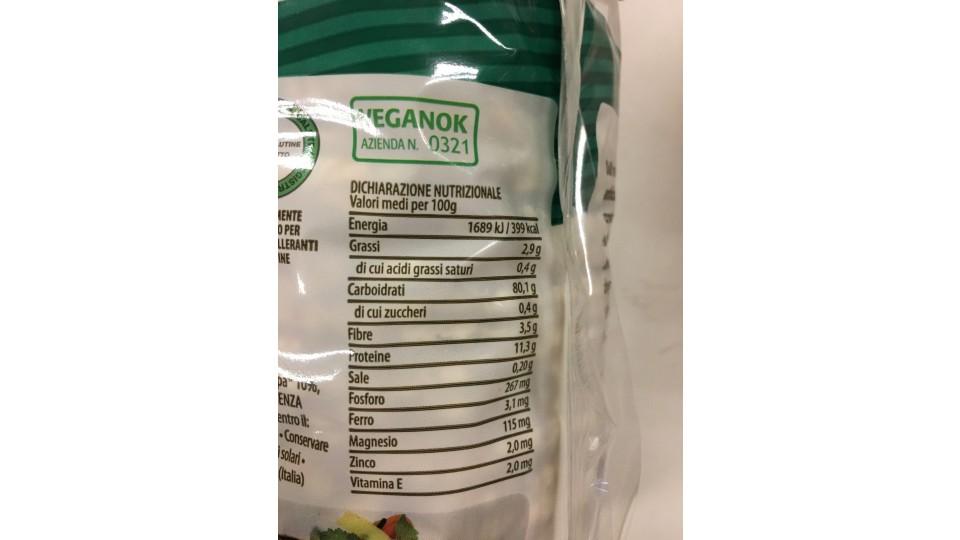 VEGANOK
AZIENDA N. 0321
DICHIARAZIONE NUTRIZIONALE
Valori medi per 100g
Energia 1689 kJ / 399 kcal
Grassi 2,9 g
di cui acidi grassi saturi 0,4 g
Carboidrati 80,1 g
di cui zuccheri 0,4 g
Fibre 3,5 g
Proteine 11,3 g
Sale 0,20 g
Fosforo 267 mg
Ferro 3,1 mg
Magnesio 115 mg
Zinco 2,0 mg
Vitamina E 2,0 mg
UTINE
MENTE
O PER
LLERANTI
INE
10%,
ENZA
entro il:
- Conservare
i solari •
(Italia)